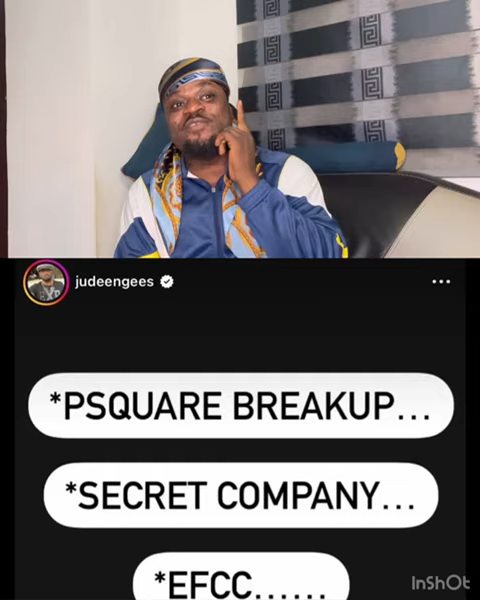 judeengees
*PSQUARE BREAKUP...
*SECRET COMPANY...
*EFCC......
InShOt